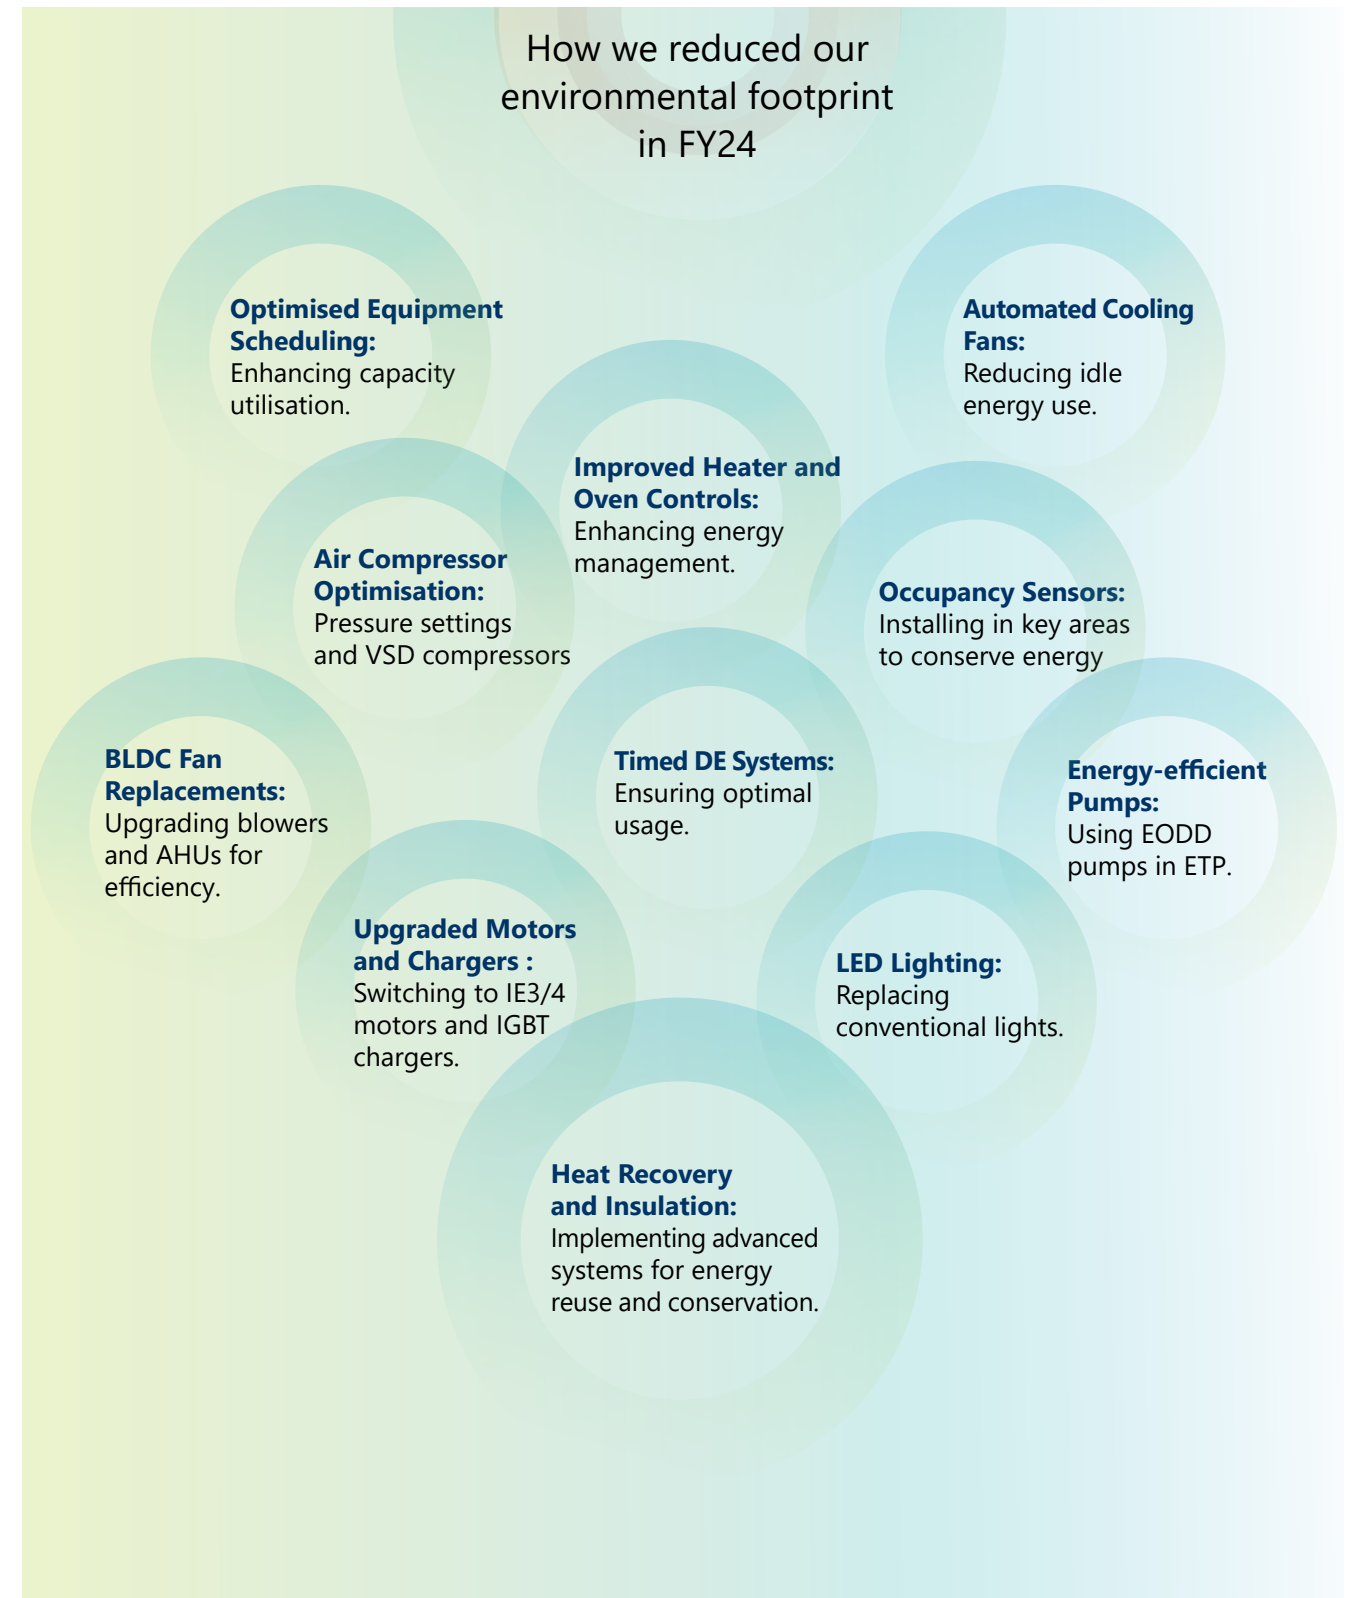 How we reduced our
environmental footprint
in FY24
Optimised Equipment
Scheduling:
Enhancing capacity
utilisation.
Automated Cooling
Fans:
Reducing idle
energy use.
Improved Heater and
Oven Controls:
Enhancing energy
management.
Air Compressor
Optimisation:
Pressure settings
and VSD compressors
Occupancy Sensors:
Installing in key areas
to conserve energy
BLDC Fan
Replacements:
Upgrading blowers
and AHUs for
efficiency.
Timed DE Systems:
Ensuring optimal
usage.
Energy-efficient
Pumps:
Using EODD
pumps in ETP.
Upgraded Motors
and Chargers :
Switching to IE3/4
motors and IGBT
chargers.
LED Lighting:
Replacing
conventional lights.
Heat Recovery
and Insulation:
Implementing advanced
systems for energy
reuse and conservation.